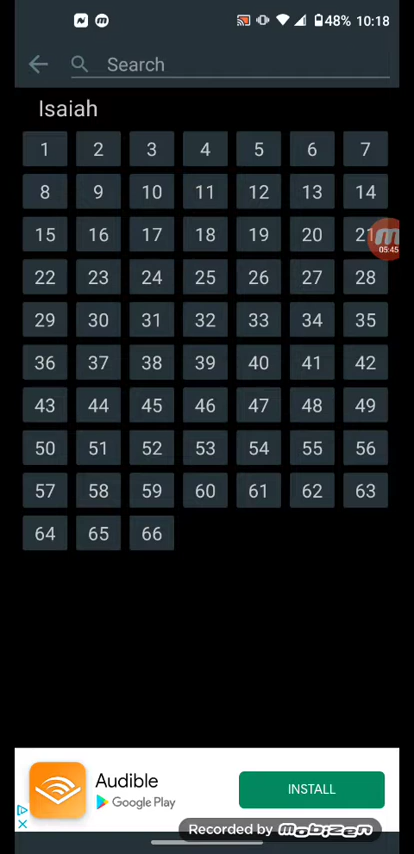 48% 10:18
Search
Isaiah
1 2 3 4 5 6 7
8 9 10 11 12 13 14
15 16 17 18 19 20 21
05:45
22 23 24 25 26 27 28
29 30 31 32 33 34 35
36 37 38 39 40 41 42
43 44 45 46 47 48 49
50 51 52 53 54 55 56
57 58 59 60 61 62 63
64 65 66
Audible
Google Play
INSTALL
Recorded by mobizen